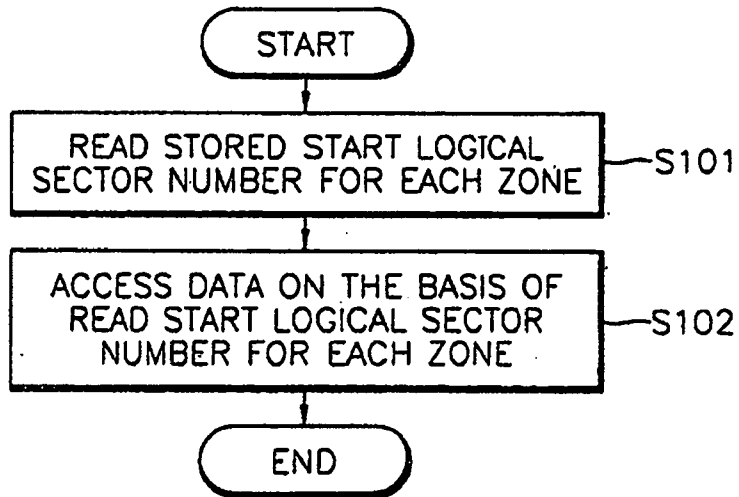 START
READ STORED START LOGICAL
SECTOR NUMBER FOR EACH ZONE
S101
ACCESS DATA ON THE BASIS OF
READ START LOGICAL SECTOR
NUMBER FOR EACH ZONE
S102
END